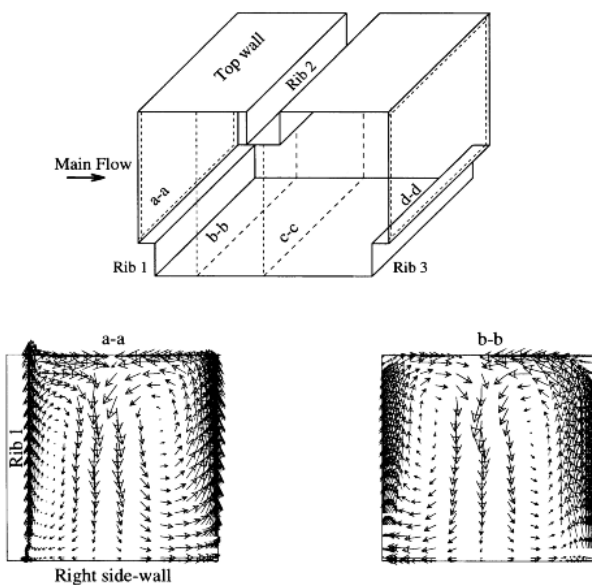 Top wall
Rib 2
Main Flow
a-a
b-b
c-c
d-d
Rib 1
Rib 3
a-a
b-b
Rib 1
Right side-wall